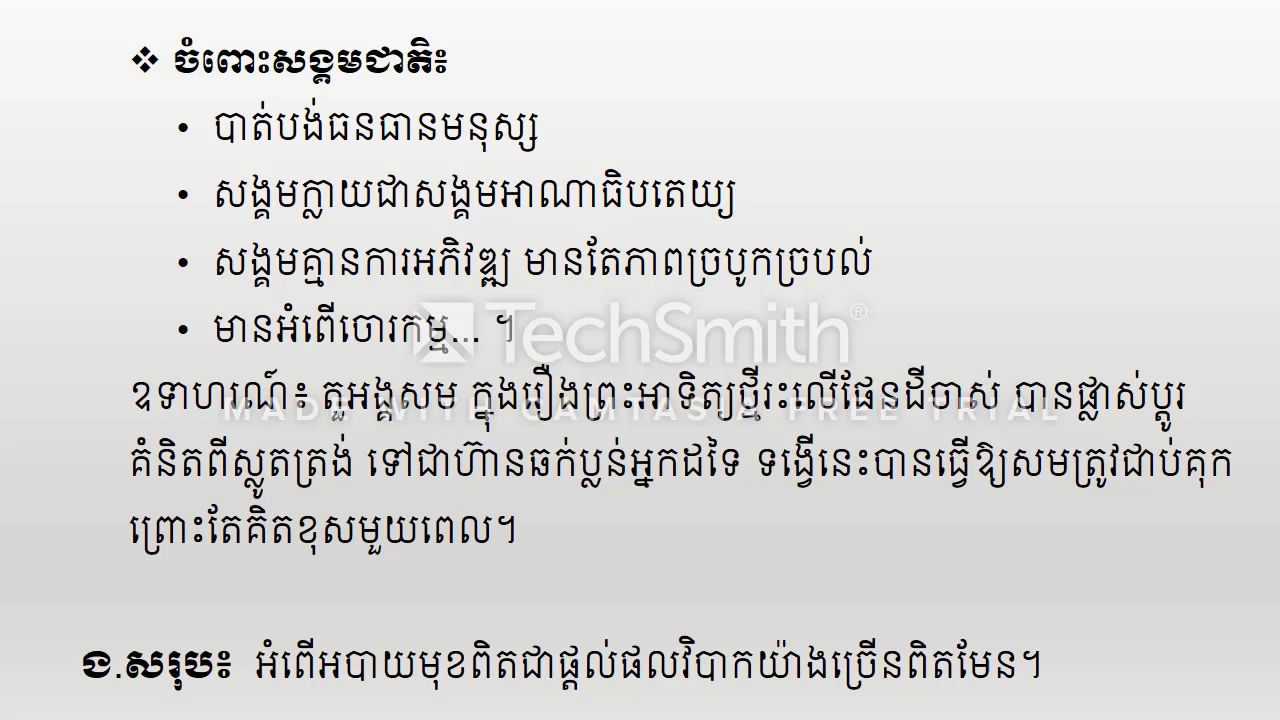 ❖ ចំពោះសង្គមជាតិ៖
• បាត់បង់ធនធានមនុស្ស
• សង្គមក្លាយជាសង្គមអាណាធិបតេយ្យ
• សង្គមគ្មានការអភិវឌ្ឍ មានតែភាពច្របូកច្របល់
• មានអំពើចោរកម្ម... ។
TechSmith®
ឧទាហរណ៍៖ តួអង្គសម ក្នុងរឿងព្រះអាទិត្យថ្មីរះលើផែនដីចាស់ បានផ្លាស់ប្តូរ
MADE WITH CAMTASIA FREE TRIAL
គំនិតពីស្លូតត្រង់ ទៅជាហ៊ានឆក់ប្លន់អ្នកដទៃ ទង្វើនេះបានធ្វើឱ្យសមត្រូវជាប់គុក
ព្រោះតែគិតខុសមួយពេល។
ង.សរុប៖ អំពើអបាយមុខពិតជាផ្តល់ផលវិបាកយ៉ាងច្រើនពិតមែន។